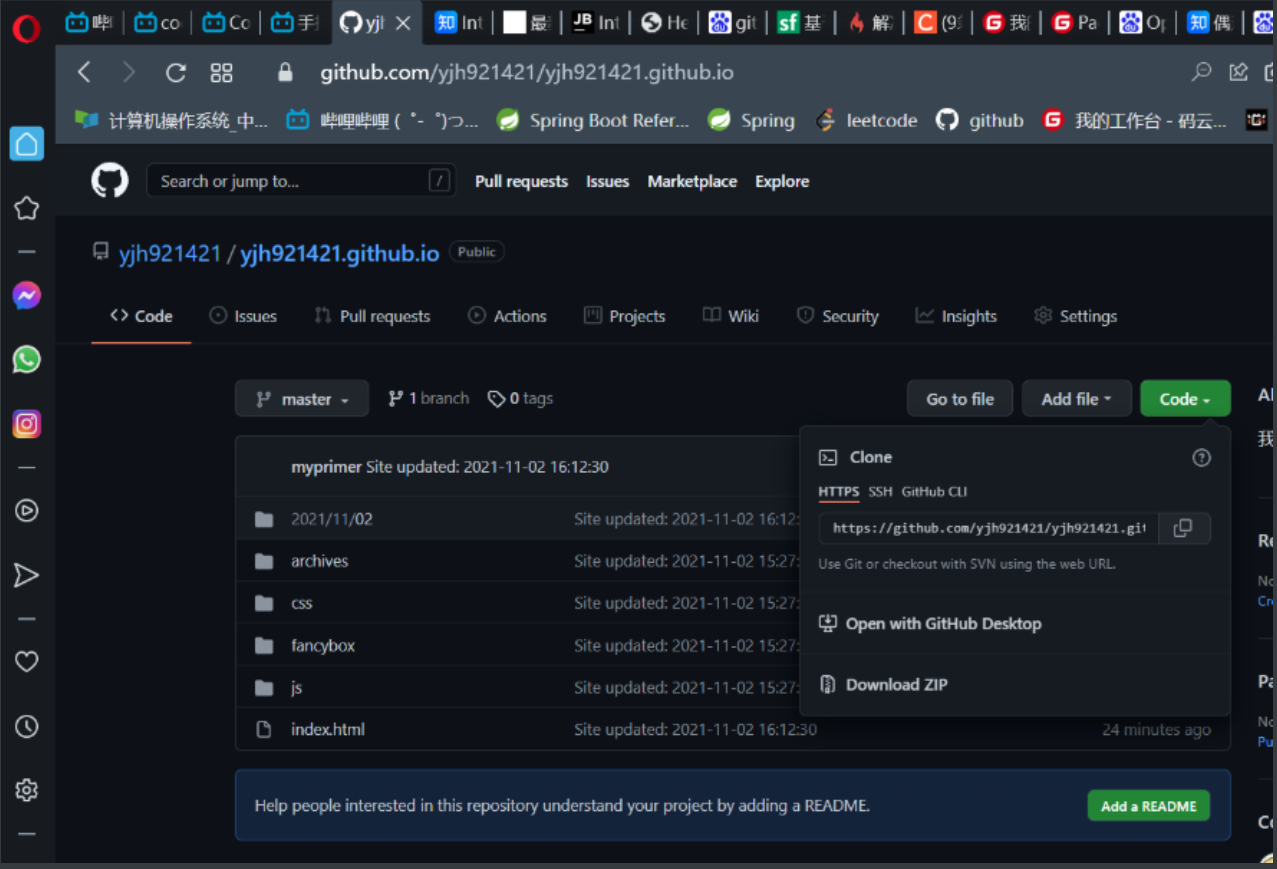 哔 co Co 手 yjh Int 最 Int He git 基 解 (9 我 Pa Op 偶
github.com/yjh921421/yjh921421.github.io
计算机操作系统_中... 哔哩哔哩 ( ゜- ゜)つ... Spring Boot Refer... Spring leetcode github 我的工作台 - 码云...
Search or jump to... / Pull requests Issues Marketplace Explore
yjh921421 / yjh921421.github.io Public
Code Issues Pull requests Actions Projects Wiki Security Insights Settings
master 1 branch 0 tags Go to file Add file Code
myprimer Site updated: 2021-11-02 16:12:30
2021/11/02 Site updated: 2021-11-02 16:12:
archives Site updated: 2021-11-02 15:27:
css Site updated: 2021-11-02 15:27:
fancybox Site updated: 2021-11-02 15:27:
js Site updated: 2021-11-02 15:27:
index.html Site updated: 2021-11-02 16:12:30 24 minutes ago
Clone
HTTPS SSH GitHub CLI
https://github.com/yjh921421/yjh921421.git
Use Git or checkout with SVN using the web URL.
Open with GitHub Desktop
Download ZIP
Help people interested in this repository understand your project by adding a README. Add a README
我
Re
No
Cre
Pa
No
Pu